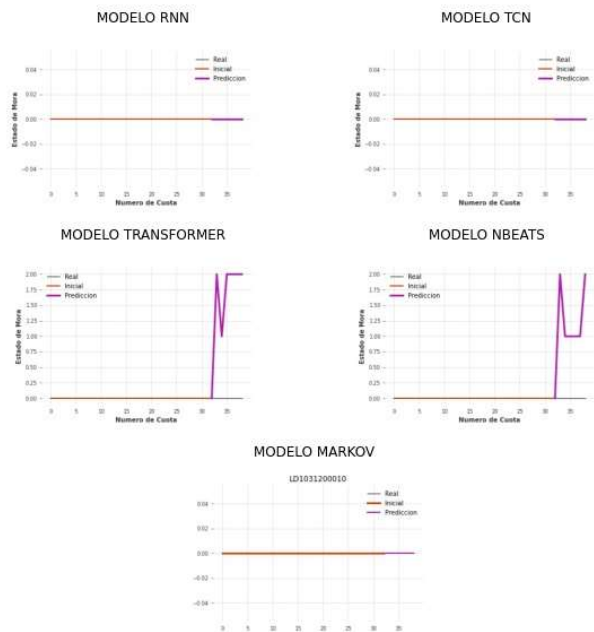 MODELO RNN
Real
Inicial
Prediccion
0.04
0.02
0.00
−0.02
−0.04
Estado de Mora
0 5 10 15 20 25 30 35
Numero de Cuota
MODELO TCN
Real
Inicial
Prediccion
0.04
0.02
0.00
−0.02
−0.04
Estado de Mora
0 5 10 15 20 25 30 35
Numero de Cuota
MODELO TRANSFORMER
Real
Inicial
Prediccion
2.00
1.75
1.50
1.25
1.00
0.75
0.50
0.25
0.00
Estado de Mora
0 5 10 15 20 25 30 35
Numero de Cuota
MODELO NBEATS
Real
Inicial
Prediccion
2.00
1.75
1.50
1.25
1.00
0.75
0.50
0.25
0.00
Estado de Mora
0 5 10 15 20 25 30 35
Numero de Cuota
MODELO MARKOV
LD1031200010
Real
Inicial
Prediccion
0.04
0.02
0.00
−0.02
−0.04
0 5 10 15 20 25 30 35